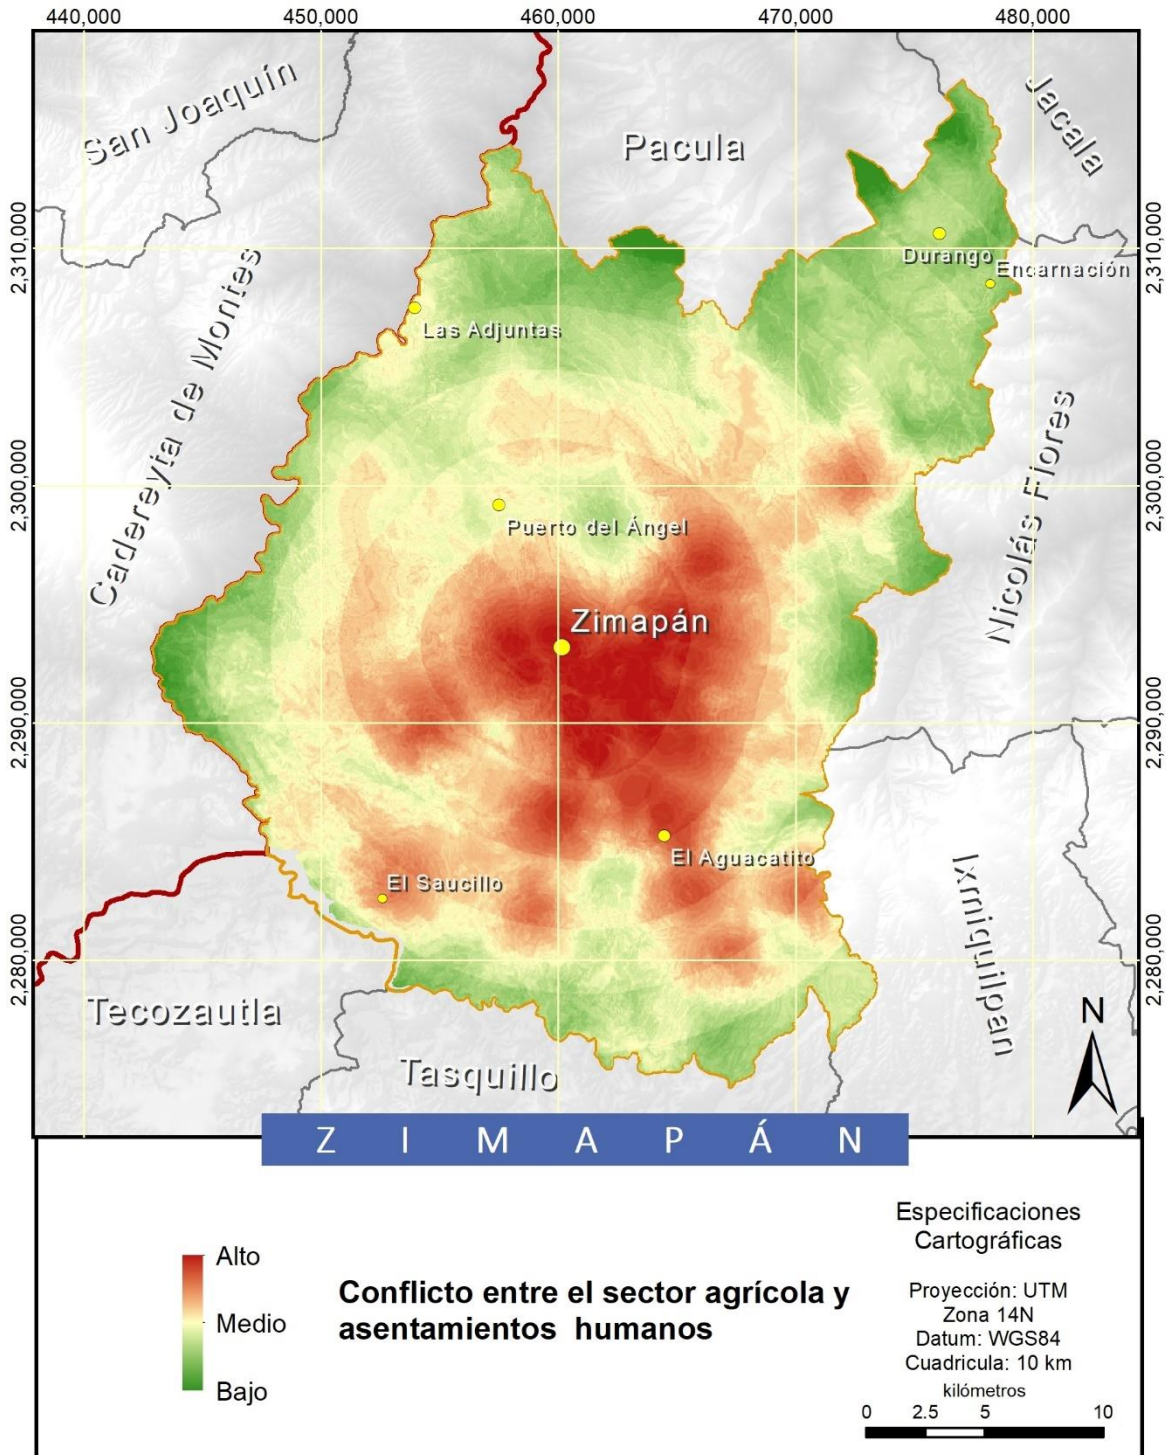 440,000 450,000 460,000 470,000 480,000
San Joaquín
Pacula
Jacala
2,310,000
2,310,000
Durango
Encarnación
Las Adjuntas
Cadereyta de Montes
Nicolás Flores
2,300,000
2,300,000
Puerto del Ángel
Zimapán
2,290,000
2,290,000
El Aguacatito
El Saucillo
Ixmiquilpan
2,280,000
2,280,000
Tecozautla
N
Tasquillo
Z I M A P Á N
Alto
Medio
Bajo
Conflicto entre el sector agrícola y
asentamientos humanos
Especificaciones
Cartográficas
Proyección: UTM
Zona 14N
Datum: WGS84
Cuadricula: 10 km
kilómetros
0 2.5 5 10